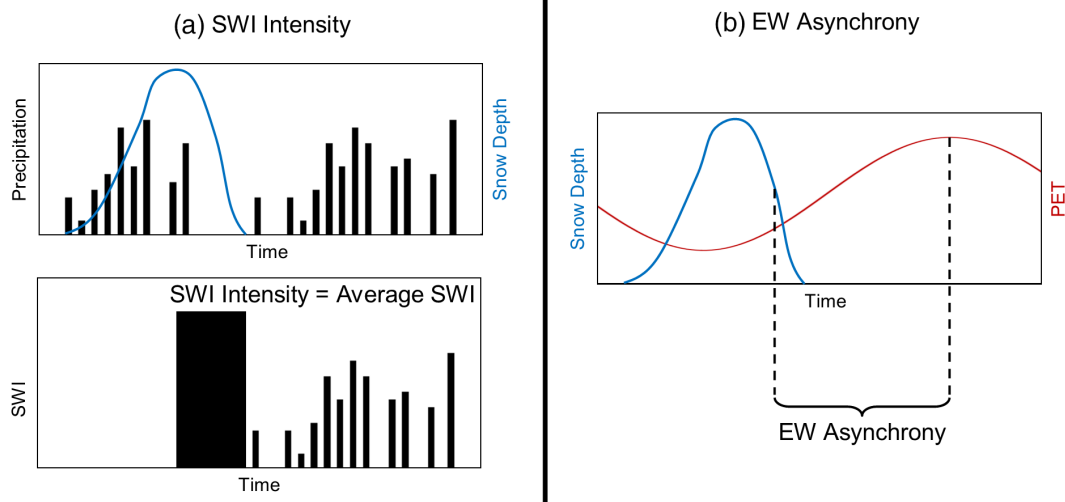 (a) SWI Intensity
Precipitation
Snow Depth
Time
SWI Intensity = Average SWI
SWI
Time
(b) EW Asynchrony
Snow Depth
PET
Time
EW Asynchrony